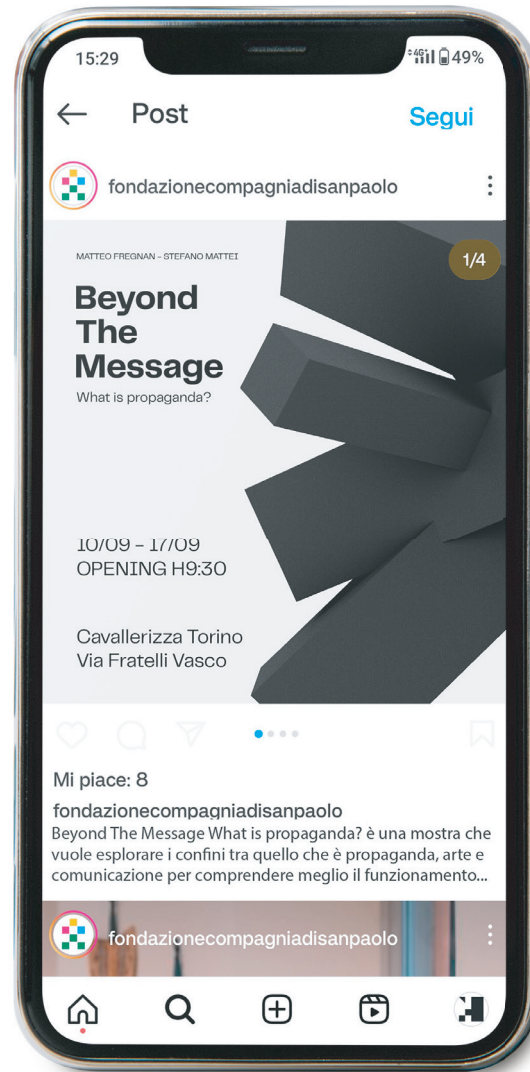 15:29
4G
49%
Post
Segui
fondazionecompagniadisanpaolo
MATTEO FREGNAN - STEFANO MATTEI
1/4
Beyond
The
Message
What is propaganda?
10/09 – 17/09
OPENING H9:30
Cavallerizza Torino
Via Fratelli Vasco
Mi piace: 8
fondazionecompagniadisanpaolo
Beyond The Message What is propaganda? è una mostra che
vuole esplorare i confini tra quello che è propaganda, arte e
comunicazione per comprendere meglio il funzionamento...
fondazionecompagniadisanpaolo